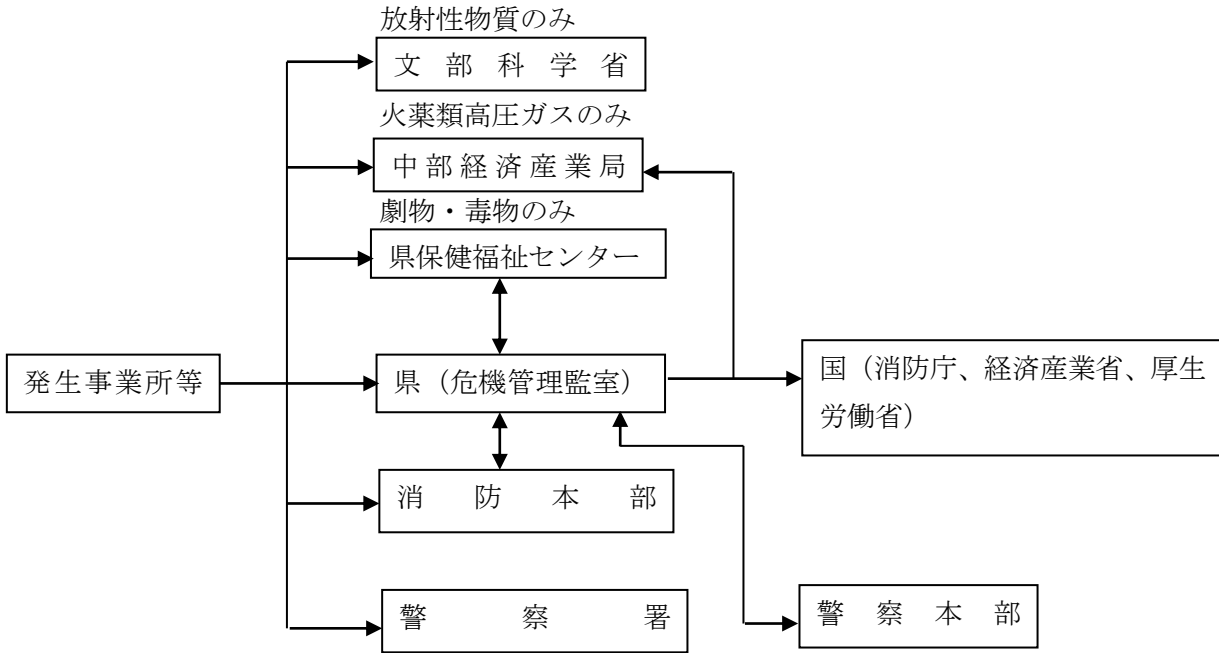 放射性物質のみ
文部科学省
火薬類高圧ガスのみ
中部経済産業局
劇物・毒物のみ
県保健福祉センター
発生事業所等
県（危機管理監室）
国（消防庁、経済産業省、厚生
労働省）
消防本部
警察署
警察本部